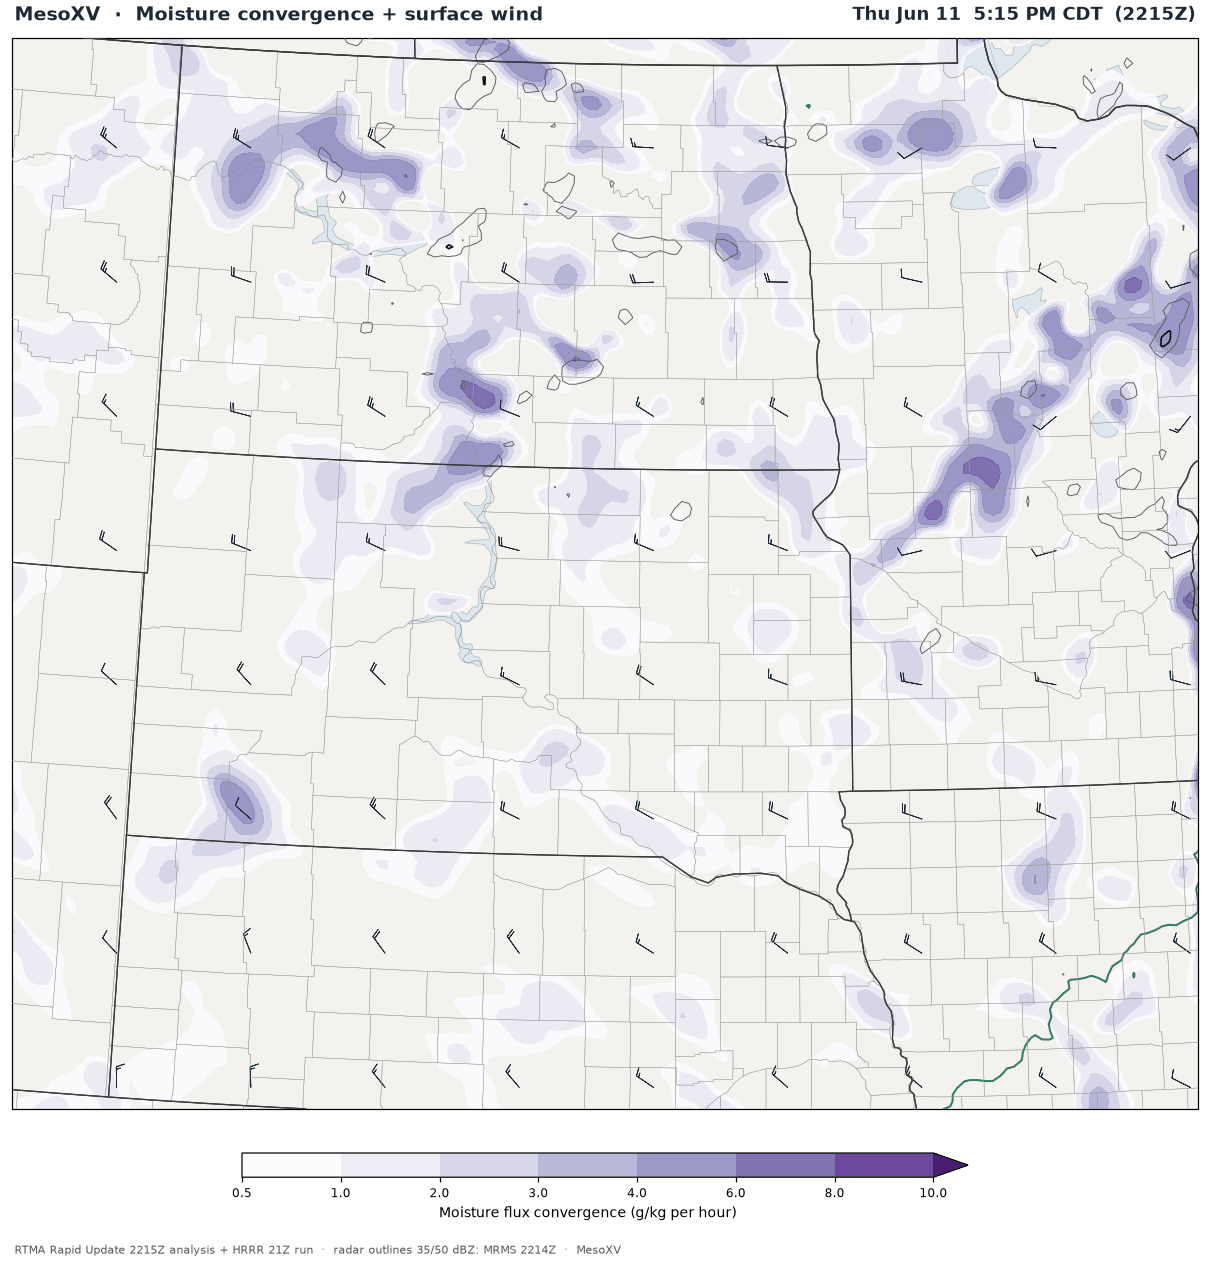 MesoXV · Moisture convergence + surface wind
Thu Jun 11 5:15 PM CDT (2215Z)
0.5 1.0 2.0 3.0 4.0 6.0 8.0 10.0
Moisture flux convergence (g/kg per hour)
RTMA Rapid Update 2215Z analysis + HRRR 21Z run · radar outlines 35/50 dBZ: MRMS 2214Z · MesoXV